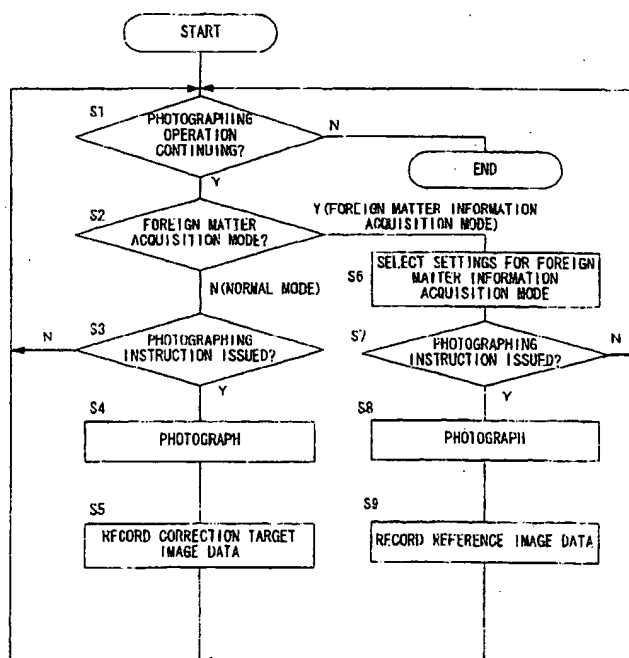 START
S1
PHOTOGRAPHING
OPERATION
CONTINUING?
N
END
Y
S2
FOREIGN MATTER
ACQUISITION MODE?
Y(FOREIGN MATTER INFORMATION
ACQUISITION MODE)
S6
SELECT SETTINGS FOR FOREIGN
MATTER INFORMATION
ACQUISITION MODE
N(NORMAL MODE)
S3
N
PHOTOGRAPHING
INSTRUCTION ISSUED?
Y
S7
PHOTOGRAPHING
INSTRUCTION ISSUED?
N
Y
S4
PHOTOGRAPH
S8
PHOTOGRAPH
S5
RECORD CORRECTION TARGET
IMAGE DATA
S9
RECORD REFERENCE IMAGE DATA